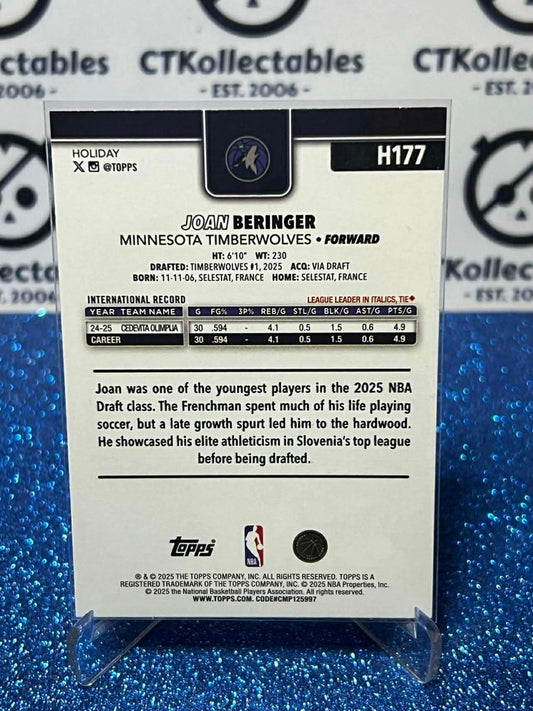 CTKollectables
- EST. 2006 -
CTKollectables
- EST. 2006 -
2006 -
HOLIDAY
X @TOPPS
H177
JOAN BERINGER
MINNESOTA TIMBERWOLVES • FORWARD
HT: 6'10" WT: 230
DRAFTED: TIMBERWOLVES #1, 2025 ACQ: VIA DRAFT
BORN: 11-11-06, SELESTAT, FRANCE HOME: SELESTAT, FRANCE
INTERNATIONAL RECORD LEAGUE LEADER IN ITALICS, TIE♦
YEAR TEAM NAME G FG% 3P% REB/G STL/G BLK/G AST/G PTS/G
24-25 CEDEVITA OLIMPIJA 30 .594 - 4.1 0.5 1.5 0.6 4.9
CAREER 30 .594 - 4.1 0.5 1.5 0.6 4.9
Joan was one of the youngest players in the 2025 NBA
Draft class. The Frenchman spent much of his life playing
soccer, but a late growth spurt led him to the hardwood.
He showcased his elite athleticism in Slovenia's top league
before being drafted.
topps
NBA
® & © 2025 THE TOPPS COMPANY, INC. ALL RIGHTS RESERVED. TOPPS IS A
REGISTERED TRADEMARK OF THE TOPPS COMPANY, INC. © 2025 NBA Properties, Inc.
© 2025 the National Basketball Players Association. All rights reserved.
WWW.TOPPS.COM. CODE#CMP125997